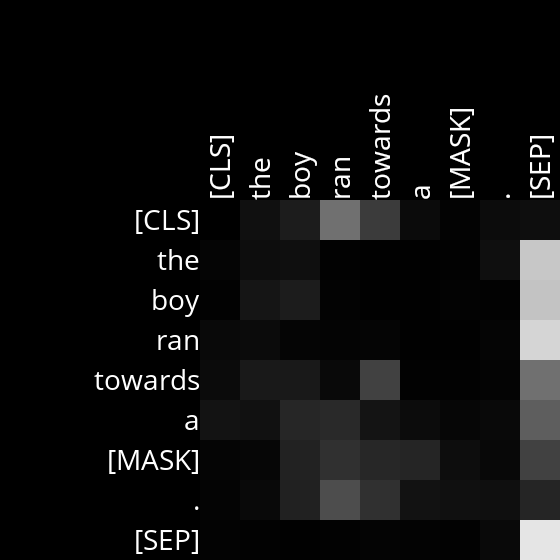 [CLS] the boy ran towards a [MASK] . [SEP]
[CLS]
the
boy
ran
towards
a
[MASK]
.
[SEP]